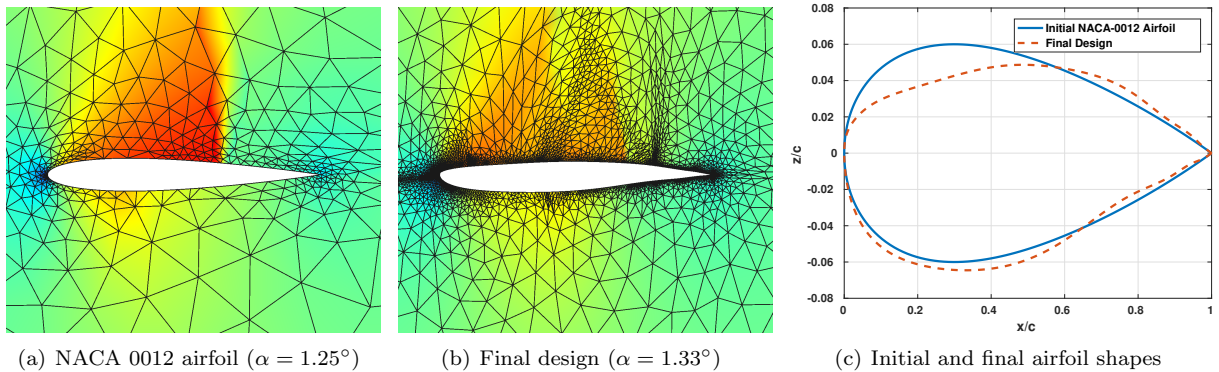 0.08
0.06
0.04
0.02
0
-0.02
-0.04
-0.06
-0.08
z/c
Initial NACA-0012 Airfoil
Final Design
0
0.2
0.4
0.6
0.8
1
x/c
(a) NACA 0012 airfoil (α = 1.25°)
(b) Final design (α = 1.33°)
(c) Initial and final airfoil shapes